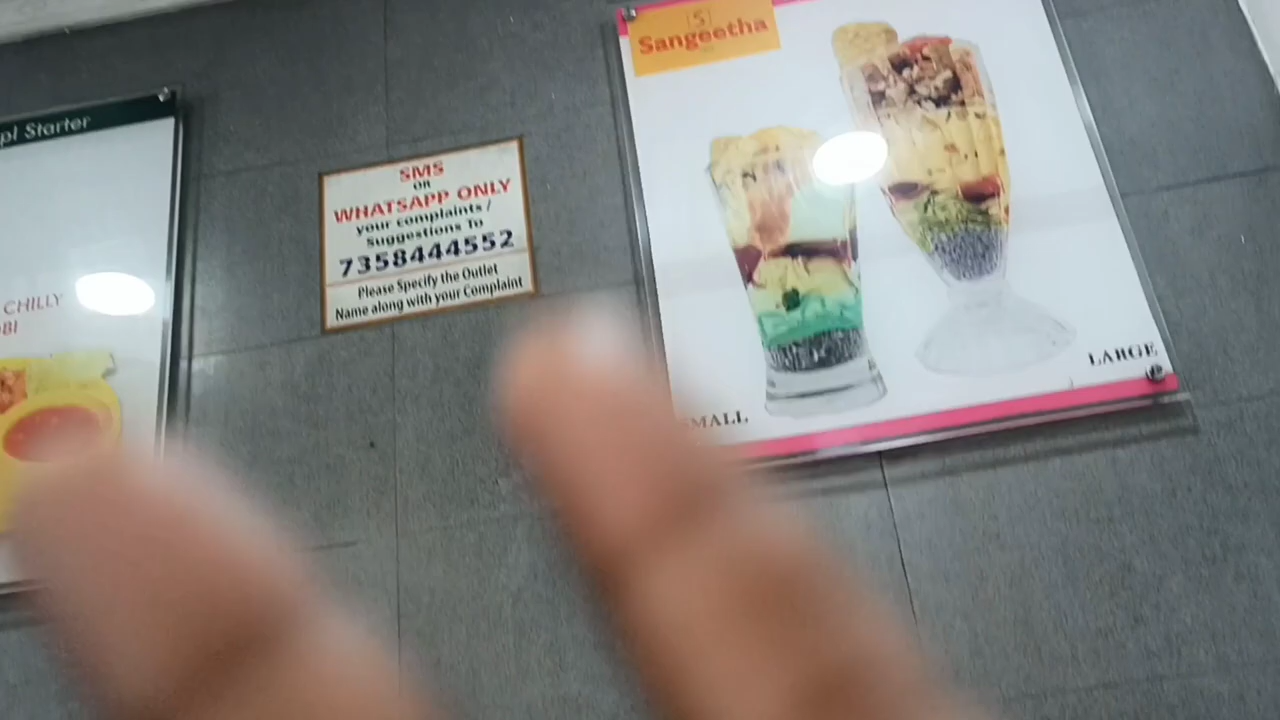 pl Starter
CHILLY
SMS
OR
WHATSAPP ONLY
your complaints /
Suggestions To
7358444552
Please Specify the Outlet
Name along with your Complaint
S
Sangeetha
SMALL
LARGE